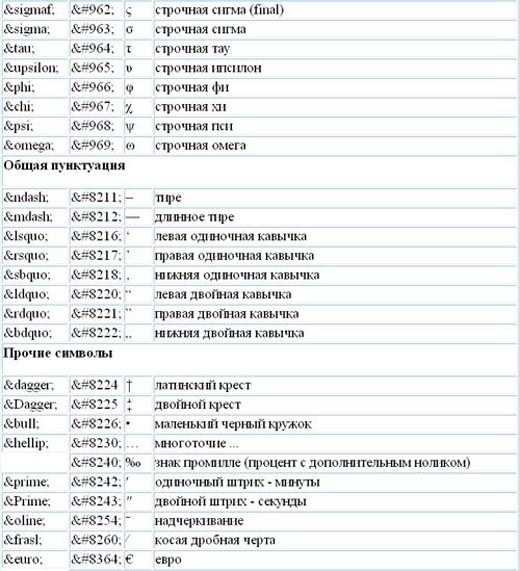 &sigmaf; &#962; ς строчная сигма (final)
&sigma; &#963; σ строчная сигма
&tau; &#964; τ строчная тау
&upsilon; &#965; υ строчная ипсилон
&phi; &#966; φ строчная фи
&chi; &#967; χ строчная хи
&psi; &#968; ψ строчная пси
&omega; &#969; ω строчная омега
Общая пунктуация
&ndash; &#8211; – тире
&mdash; &#8212; — длинное тире
&lsquo; &#8216; ‘ левая одиночная кавычка
&rsquo; &#8217; ’ правая одиночная кавычка
&sbquo; &#8218; ‚ нижняя одиночная кавычка
&ldquo; &#8220; “ левая двойная кавычка
&rdquo; &#8221; ” правая двойная кавычка
&bdquo; &#8222; „ нижняя двойная кавычка
Прочие символы
&dagger; &#8224 † латинский крест
&Dagger; &#8225 ‡ двойной крест
&bull; &#8226; • маленький черный кружок
&hellip; &#8230; … многоточие ...
&#8240; ‰ знак промилле (процент с дополнительным ноликом)
&prime; &#8242; ′ одиночный штрих - минуты
&Prime; &#8243; ″ двойной штрих - секунды
&oline; &#8254; ‾ надчеркивание
&frasl; &#8260; ⁄ косая дробная черта
&euro; &#8364; € евро